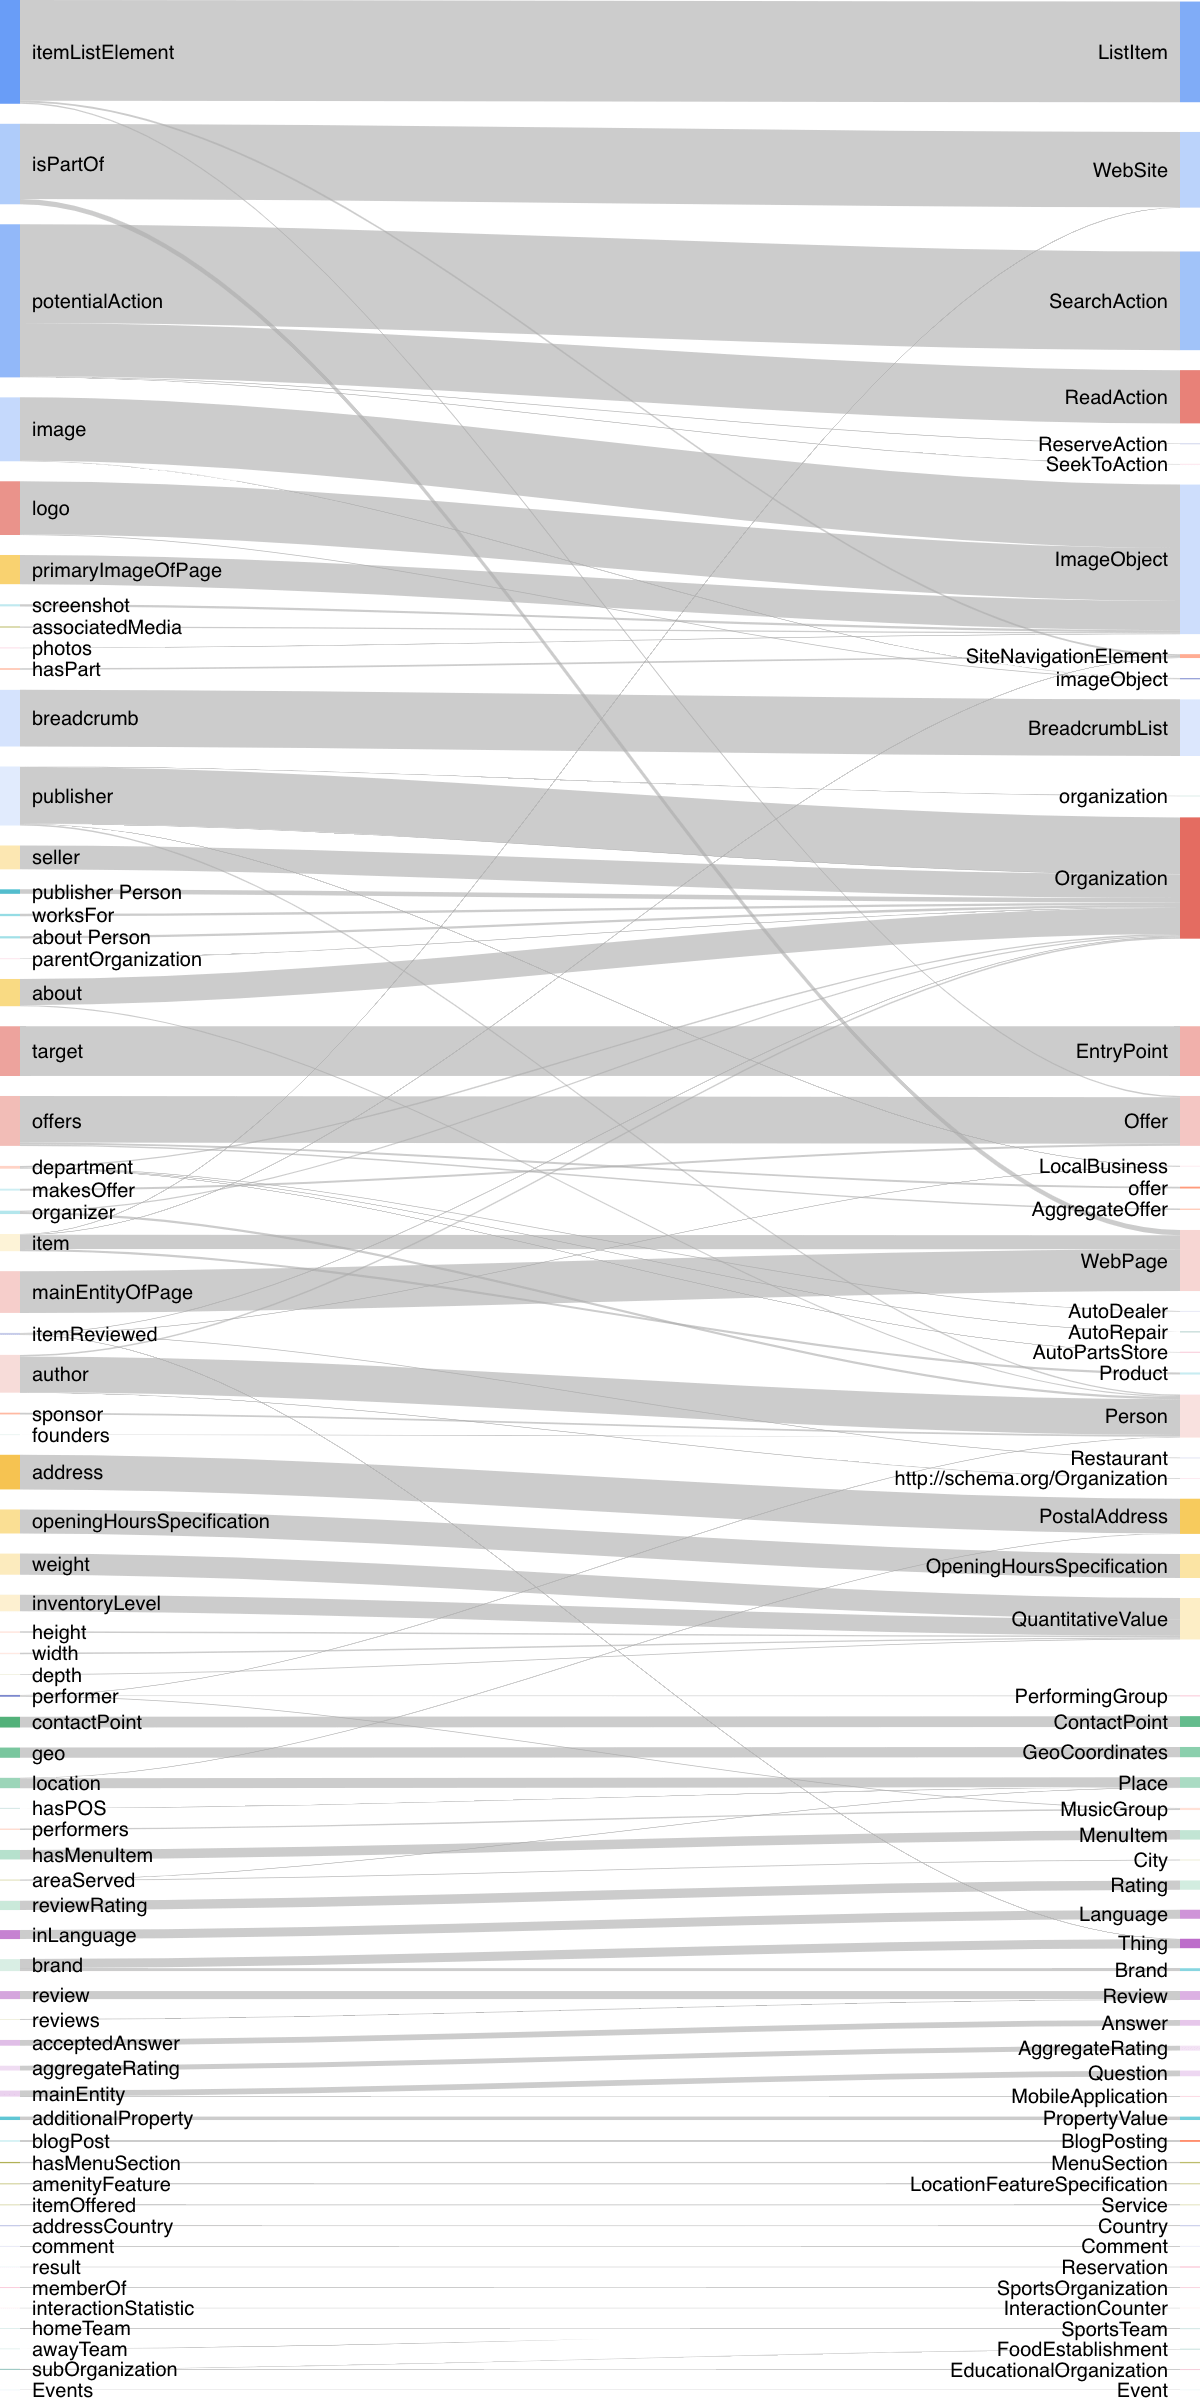 itemListElement
ListItem
isPartOf
WebSite
potentialAction
SearchAction
ReadAction
image
ReserveAction
SeekToAction
logo
ImageObject
primaryImageOfPage
screenshot
associatedMedia
photos
SiteNavigationElement
hasPart
imageObject
breadcrumb
BreadcrumbList
publisher
organization
seller
Organization
publisher Person
worksFor
about Person
parentOrganization
about
target
EntryPoint
offers
Offer
department
LocalBusiness
makesOffer
offer
organizer
AggregateOffer
item
WebPage
mainEntityOfPage
AutoDealer
itemReviewed
AutoRepair
AutoPartsStore
author
Product
sponsor
Person
founders
Restaurant
address
http://schema.org/Organization
openingHoursSpecification
PostalAddress
weight
OpeningHoursSpecification
inventoryLevel
QuantitativeValue
height
width
depth
performer
PerformingGroup
contactPoint
ContactPoint
geo
GeoCoordinates
location
Place
hasPOS
MusicGroup
performers
MenuItem
hasMenuItem
City
areaServed
Rating
reviewRating
Language
inLanguage
Thing
brand
Brand
review
Review
reviews
Answer
acceptedAnswer
AggregateRating
aggregateRating
Question
mainEntity
MobileApplication
additionalProperty
PropertyValue
blogPost
BlogPosting
hasMenuSection
MenuSection
amenityFeature
LocationFeatureSpecification
itemOffered
Service
addressCountry
Country
comment
Comment
result
Reservation
memberOf
SportsOrganization
interactionStatistic
InteractionCounter
homeTeam
SportsTeam
awayTeam
FoodEstablishment
subOrganization
EducationalOrganization
Events
Event